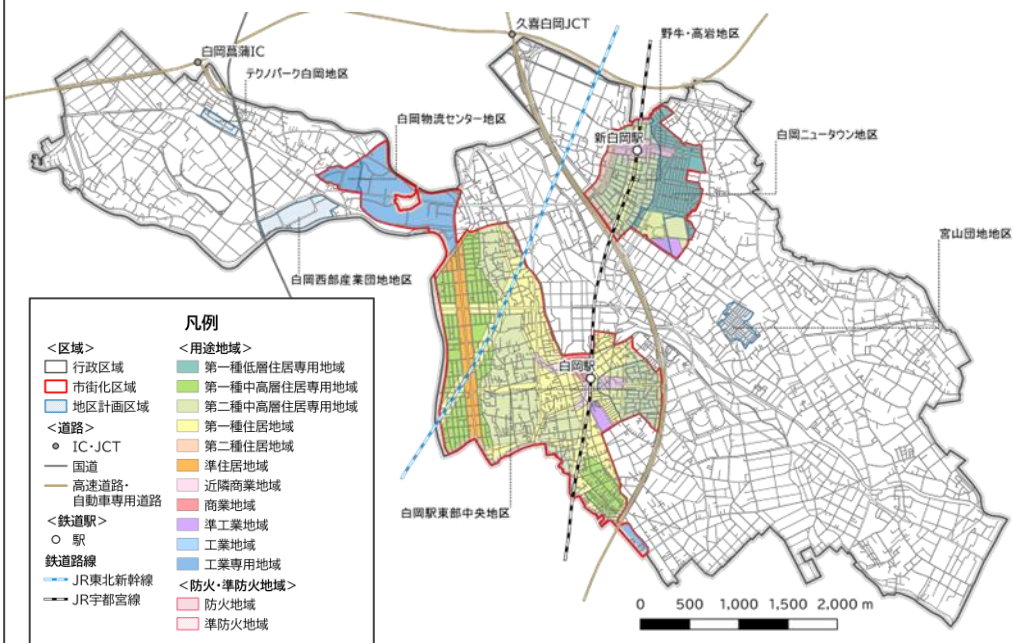 久喜白岡JCT
野牛・高岩地区
白岡菖蒲IC
テクノパーク白岡地区
白岡物流センター地区
新白岡駅
白岡ニュータウン地区
宮山団地地区
白岡西部産業団地地区
白岡駅
白岡駅東部中央地区
凡例
<区域>
行政区域
市街化区域
地区計画区域
<道路>
IC・JCT
国道
高速道路・
自動車専用道路
<鉄道駅>
駅
鉄道路線
JR東北新幹線
JR宇都宮線
<用途地域>
第一種低層住居専用地域
第一種中高層住居専用地域
第二種中高層住居専用地域
第一種住居地域
第二種住居地域
準住居地域
近隣商業地域
商業地域
準工業地域
工業地域
工業専用地域
<防火・準防火地域>
防火地域
準防火地域
0 500 1,000 1,500 2,000 m